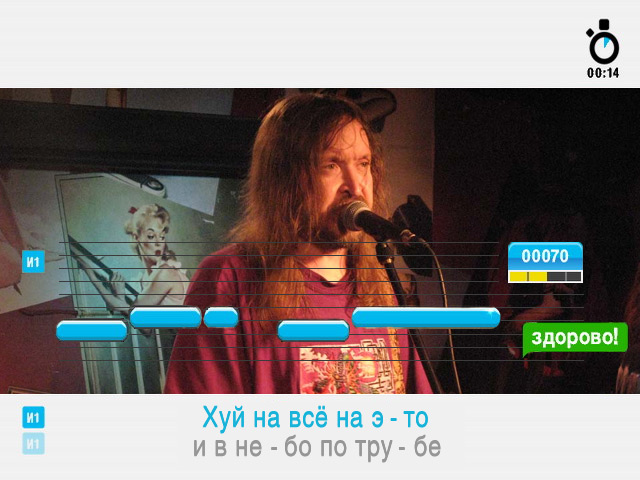 00:14
И1
00070
здорово!
И1
Хуй на всё на э - то
И1
и в не - бо по тру - бе